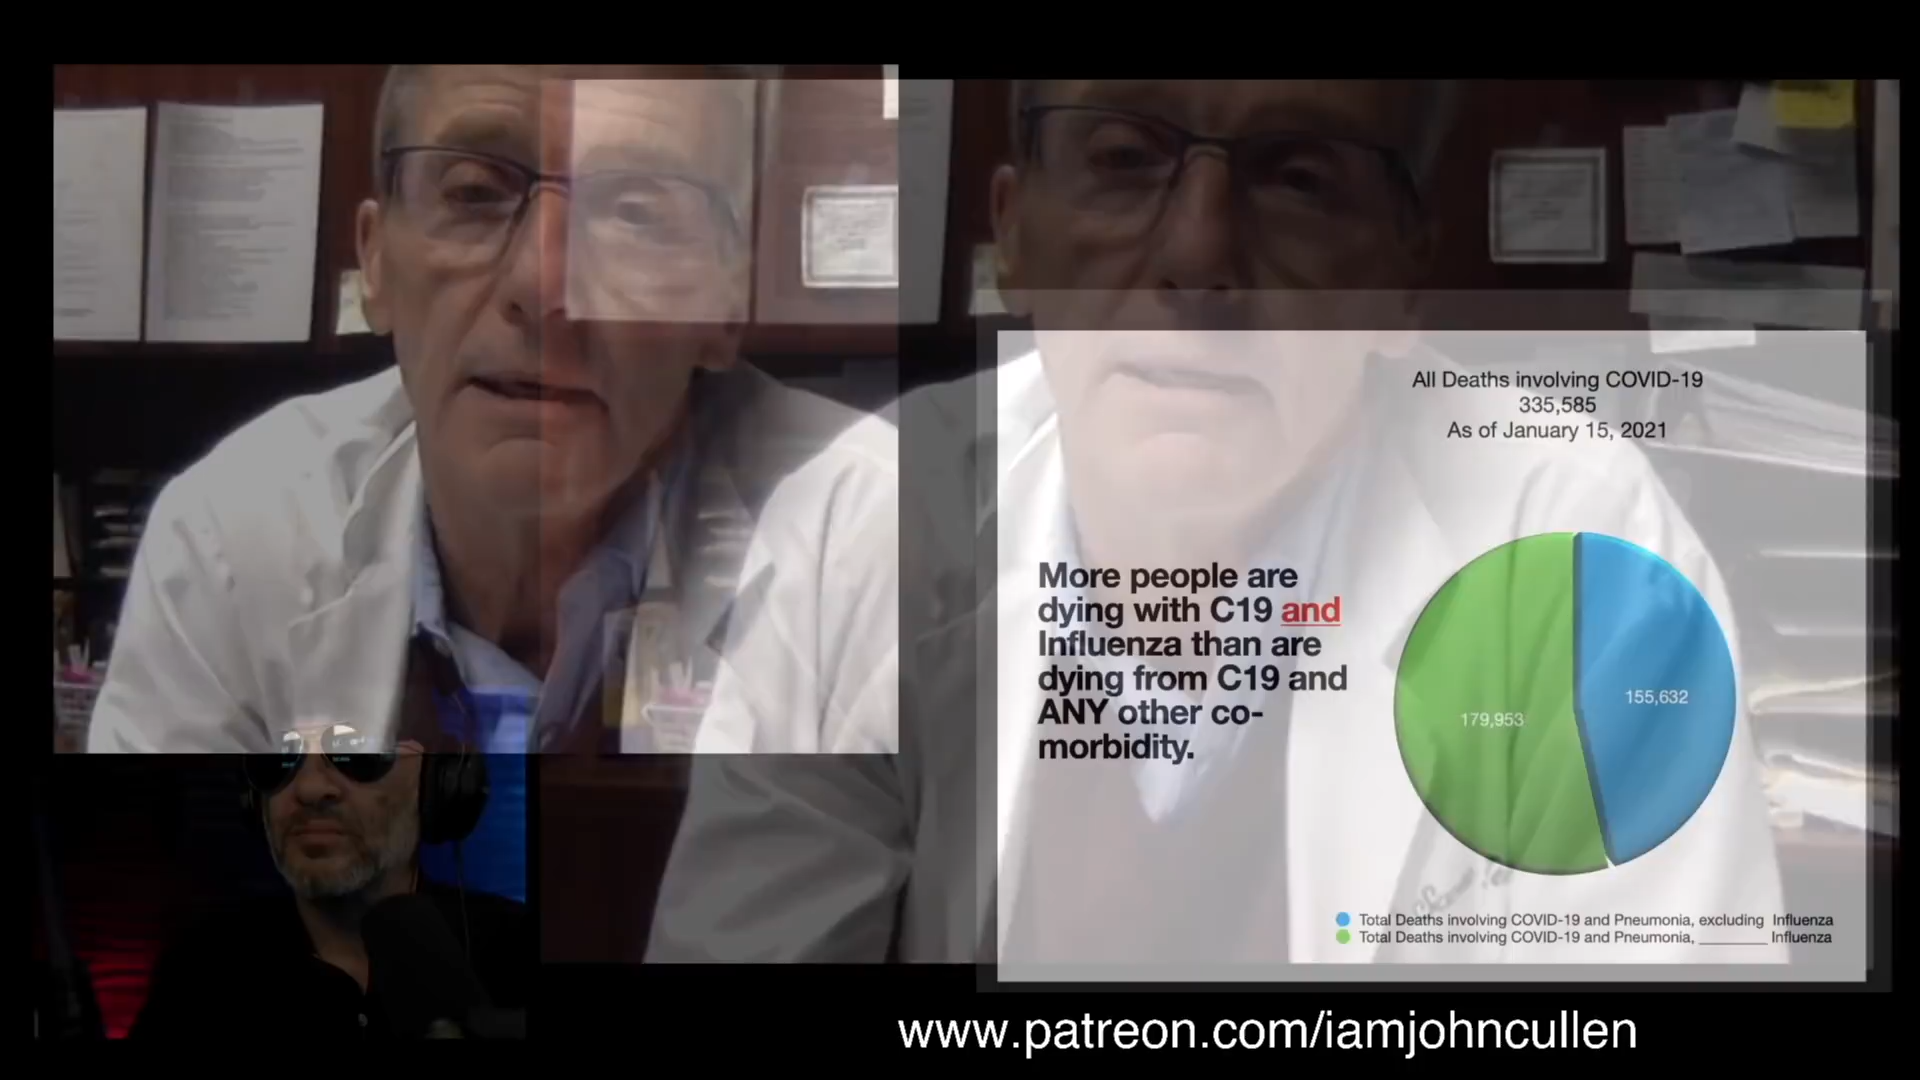 All Deaths involving COVID-19
335,585
As of January 15, 2021
More people are
dying with C19 and
Influenza than are
dying from C19 and
ANY other co-
morbidity.
179,953
155,632
Total Deaths involving COVID-19 and Pneumonia, excluding Influenza
Total Deaths involving COVID-19 and Pneumonia, ________ Influenza
www.patreon.com/iamjohncullen